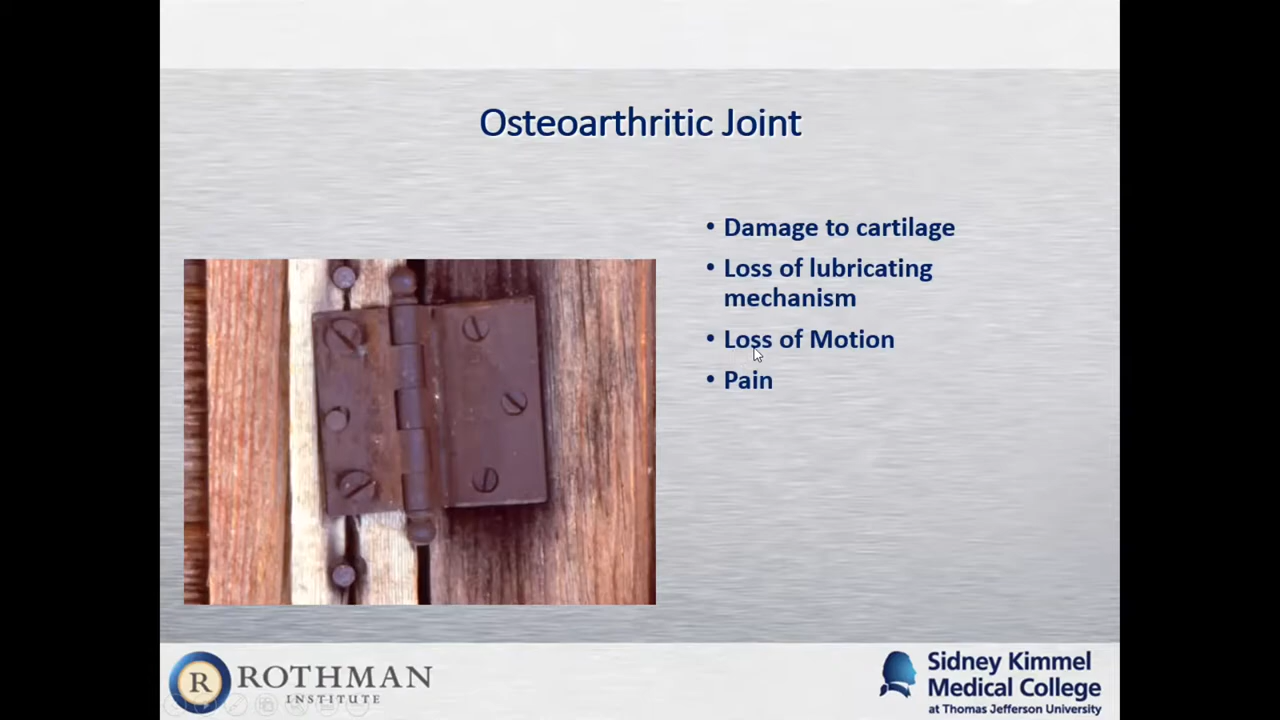 Osteoarthritic Joint
• Damage to cartilage
• Loss of lubricating
mechanism
• Loss of Motion
• Pain
R ROTHMAN
INSTITUTE
Sidney Kimmel
Medical College
at Thomas Jefferson University